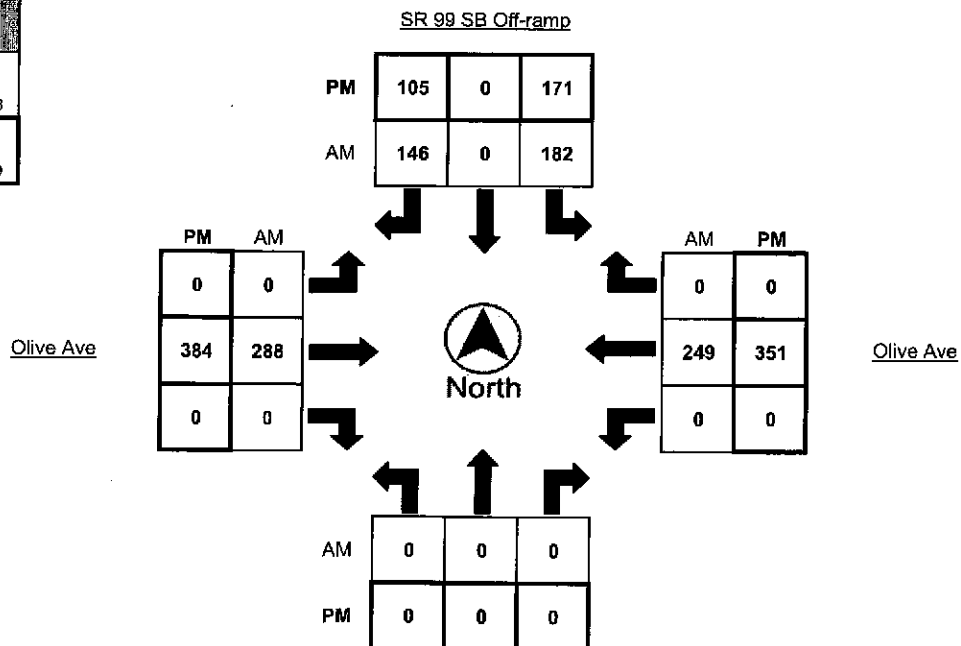 SR 99 SB Off-ramp
PM 105 0 171
AM 146 0 182
PM AM
0 0
384 288
0 0
Olive Ave
North
AM PM
0 0
249 351
0 0
Olive Ave
AM 0 0 0
PM 0 0 0